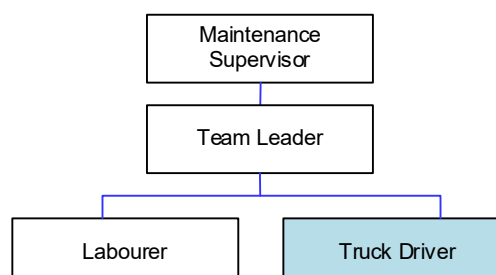 Maintenance
Supervisor
Team Leader
Labourer
Truck Driver